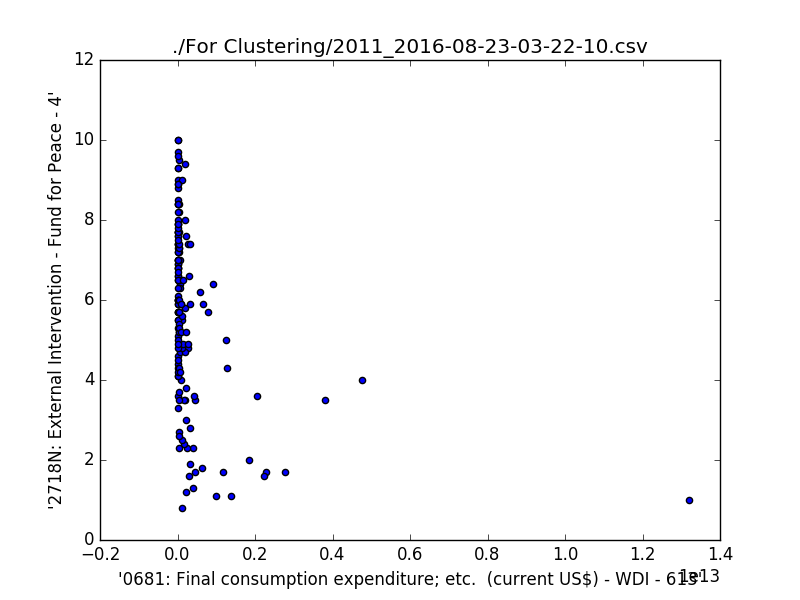 ./For Clustering/2011_2016-08-23-03-22-10.csv
12
10
8
6
4
2
0
'2718N: External Intervention - Fund for Peace - 4'
−0.2 0.0 0.2 0.4 0.6 0.8 1.0 1.2 1.4
1e13
'0681: Final consumption expenditure; etc.  (current US$) - WDI - 613'